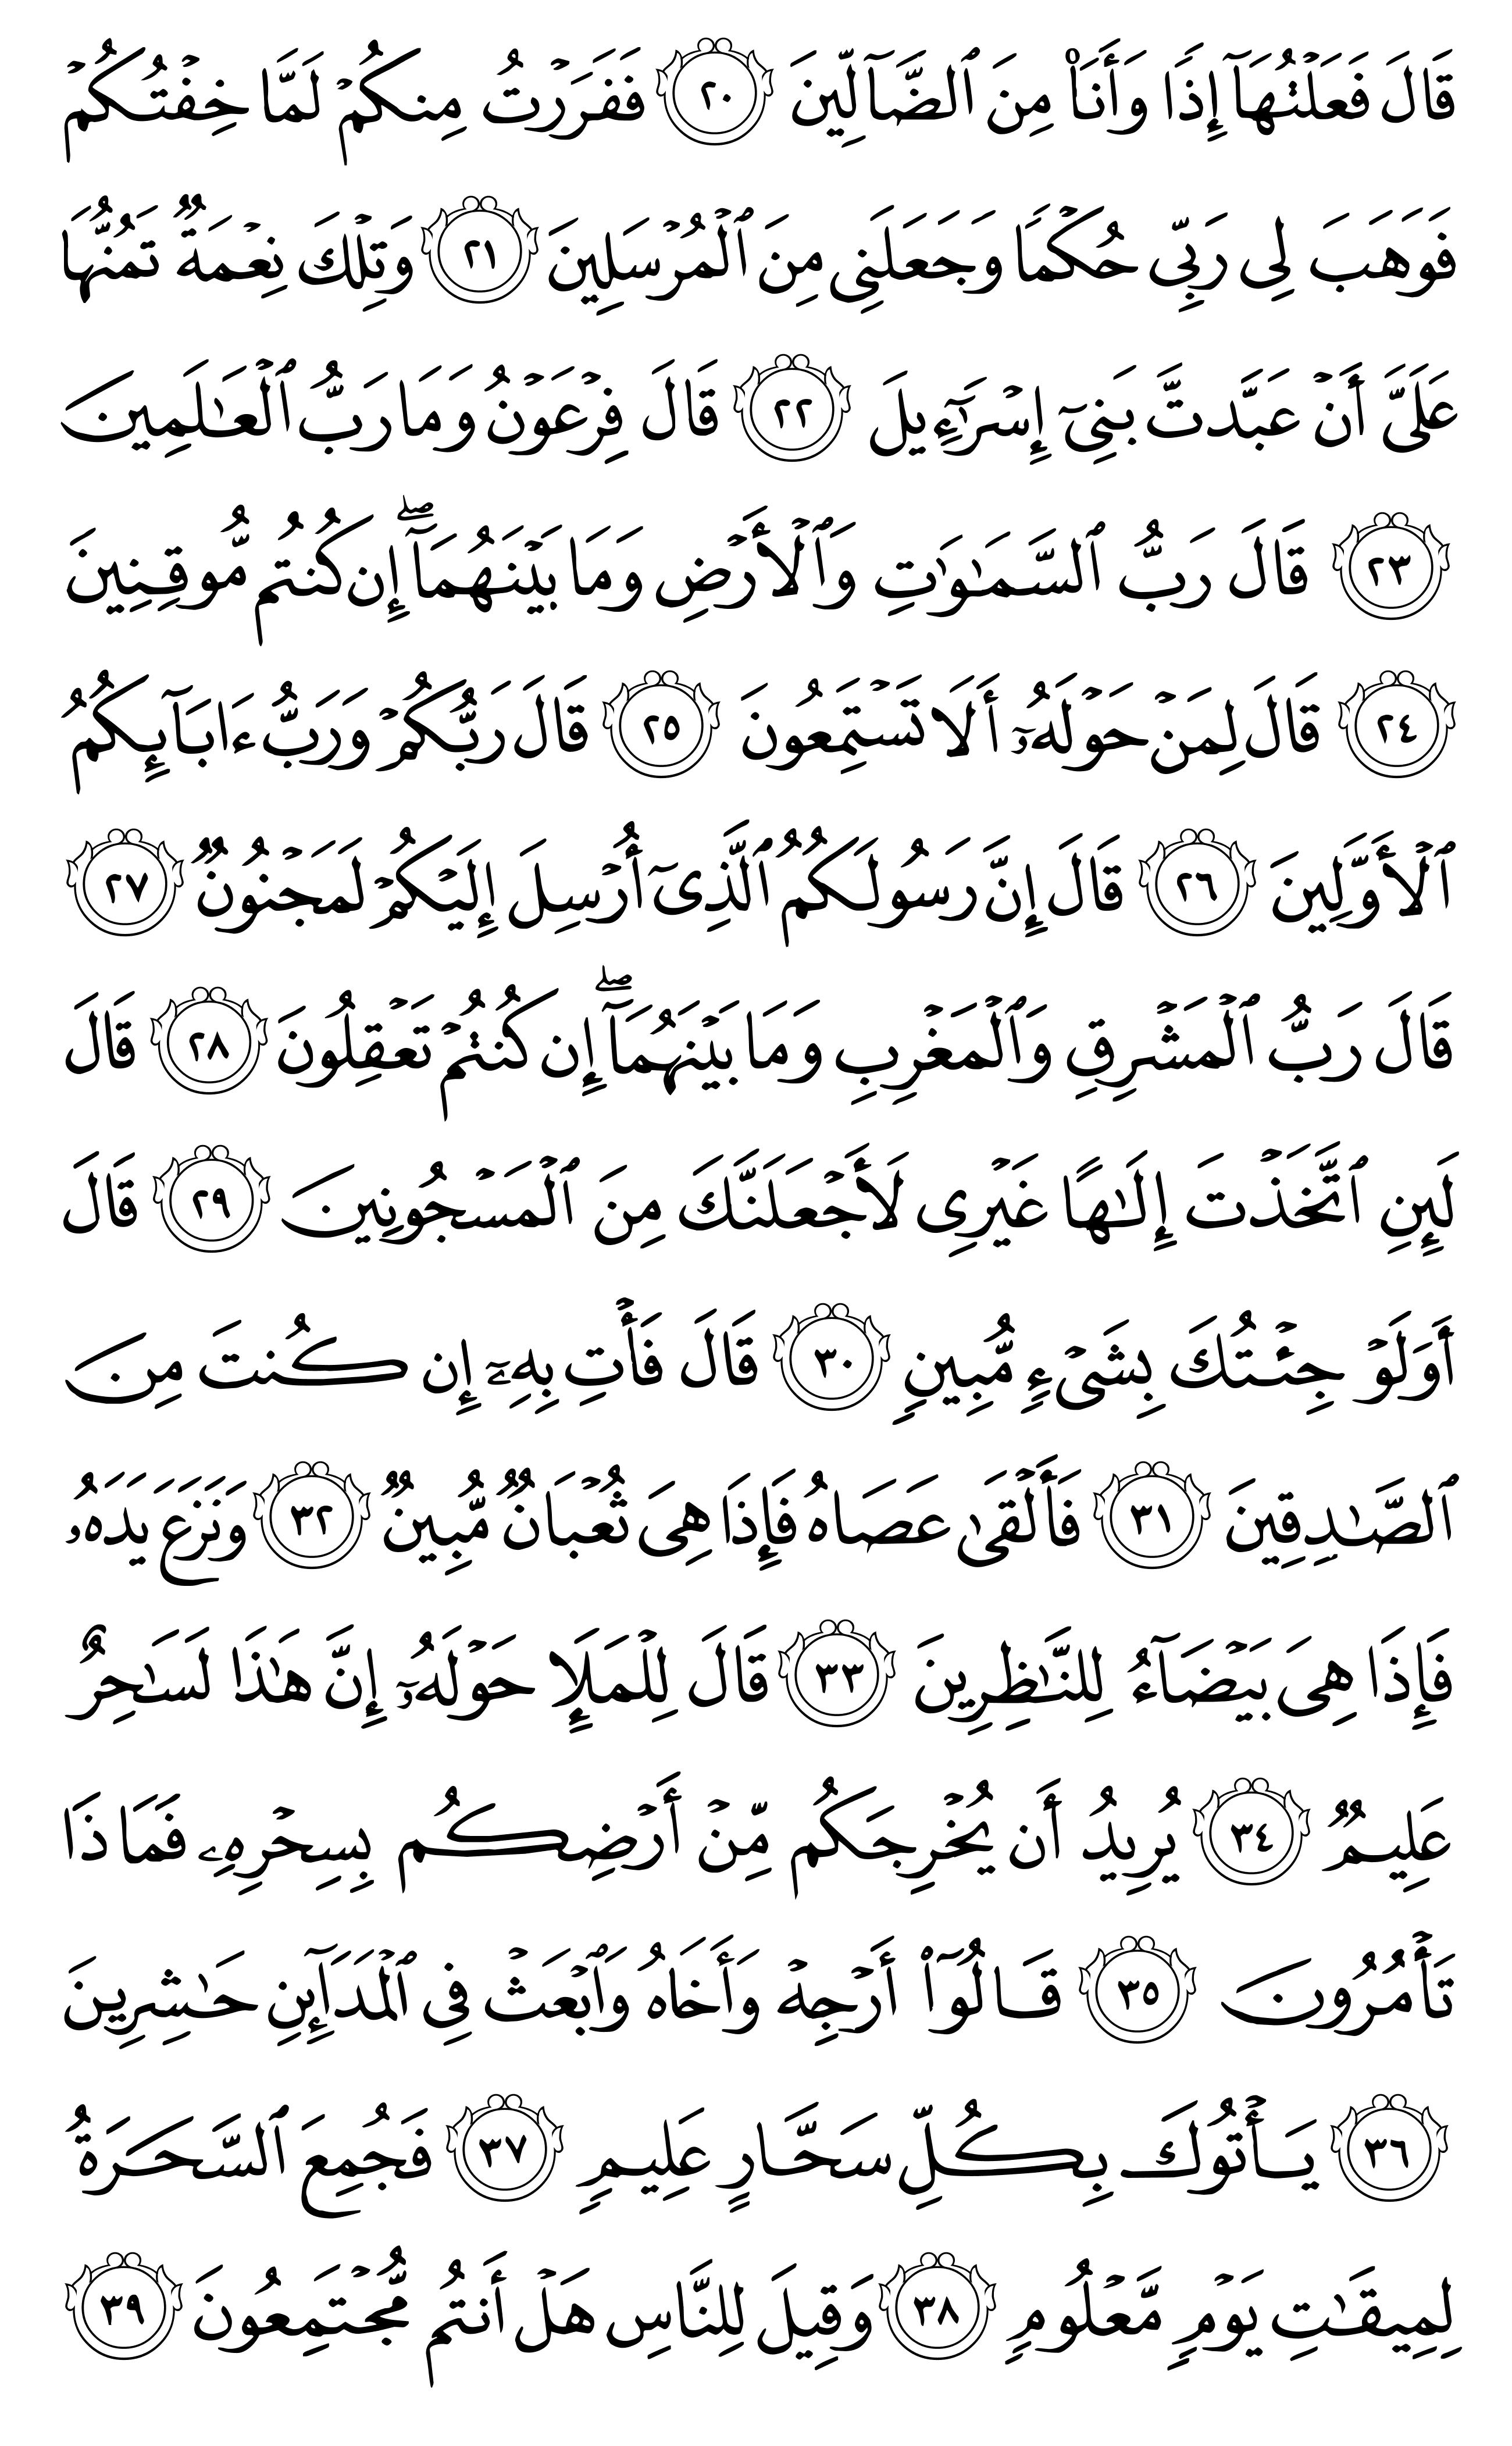 قَالَ فَعَلۡتُهَآ إِذٗا وَأَنَا۠ مِنَ ٱلضَّآلِّينَ ٢٠ فَفَرَرۡتُ مِنكُمۡ لَمَّا خِفۡتُكُمۡ
فَوَهَبَ لِي رَبِّي حُكۡمٗا وَجَعَلَنِي مِنَ ٱلۡمُرۡسَلِينَ ٢١ وَتِلۡكَ نِعۡمَةٞ تَمُنُّهَا
عَلَيَّ أَنۡ عَبَّدتَّ بَنِيٓ إِسۡرَٰٓءِيلَ ٢٢ قَالَ فِرۡعَوۡنُ وَمَا رَبُّ ٱلۡعَٰلَمِينَ
٢٣ قَالَ رَبُّ ٱلسَّمَٰوَٰتِ وَٱلۡأَرۡضِ وَمَا بَيۡنَهُمَآۖ إِن كُنتُم مُّوقِنِينَ
٢٤ قَالَ لِمَنۡ حَوۡلَهُۥٓ أَلَا تَسۡتَمِعُونَ ٢٥ قَالَ رَبُّكُمۡ وَرَبُّ ءَابَآئِكُمُ
ٱلۡأَوَّلِينَ ٢٦ قَالَ إِنَّ رَسُولَكُمُ ٱلَّذِيٓ أُرۡسِلَ إِلَيۡكُمۡ لَمَجۡنُونٞ ٢٧
قَالَ رَبُّ ٱلۡمَشۡرِقِ وَٱلۡمَغۡرِبِ وَمَا بَيۡنَهُمَآۖ إِن كُنتُمۡ تَعۡقِلُونَ ٢٨ قَالَ
لَئِنِ ٱتَّخَذۡتَ إِلَٰهًا غَيۡرِي لَأَجۡعَلَنَّكَ مِنَ ٱلۡمَسۡجُونِينَ ٢٩ قَالَ
أَوَلَوۡ جِئۡتُكَ بِشَيۡءٖ مُّبِينٖ ٣٠ قَالَ فَأۡتِ بِهِۦٓ إِن كُنتَ مِنَ
ٱلصَّٰدِقِينَ ٣١ فَأَلۡقَىٰ عَصَاهُ فَإِذَا هِيَ ثُعۡبَانٞ مُّبِينٞ ٣٢ وَنَزَعَ يَدَهُۥ
فَإِذَا هِيَ بَيۡضَآءُ لِلنَّٰظِرِينَ ٣٣ قَالَ لِلۡمَلَإِ حَوۡلَهُۥٓ إِنَّ هَٰذَا لَسَٰحِرٌ
عَلِيمٞ ٣٤ يُرِيدُ أَن يُخۡرِجَكُم مِّنۡ أَرۡضِكُم بِسِحۡرِهِۦ فَمَاذَا
تَأۡمُرُونَ ٣٥ قَالُوٓاْ أَرۡجِهۡ وَأَخَاهُ وَٱبۡعَثۡ فِي ٱلۡمَدَآئِنِ حَٰشِرِينَ
٣٦ يَأۡتُوكَ بِكُلِّ سَحَّارٍ عَلِيمٖ ٣٧ فَجُمِعَ ٱلسَّحَرَةُ
لِمِيقَٰتِ يَوۡمٖ مَّعۡلُومٖ ٣٨ وَقِيلَ لِلنَّاسِ هَلۡ أَنتُم مُّجۡتَمِعُونَ ٣٩